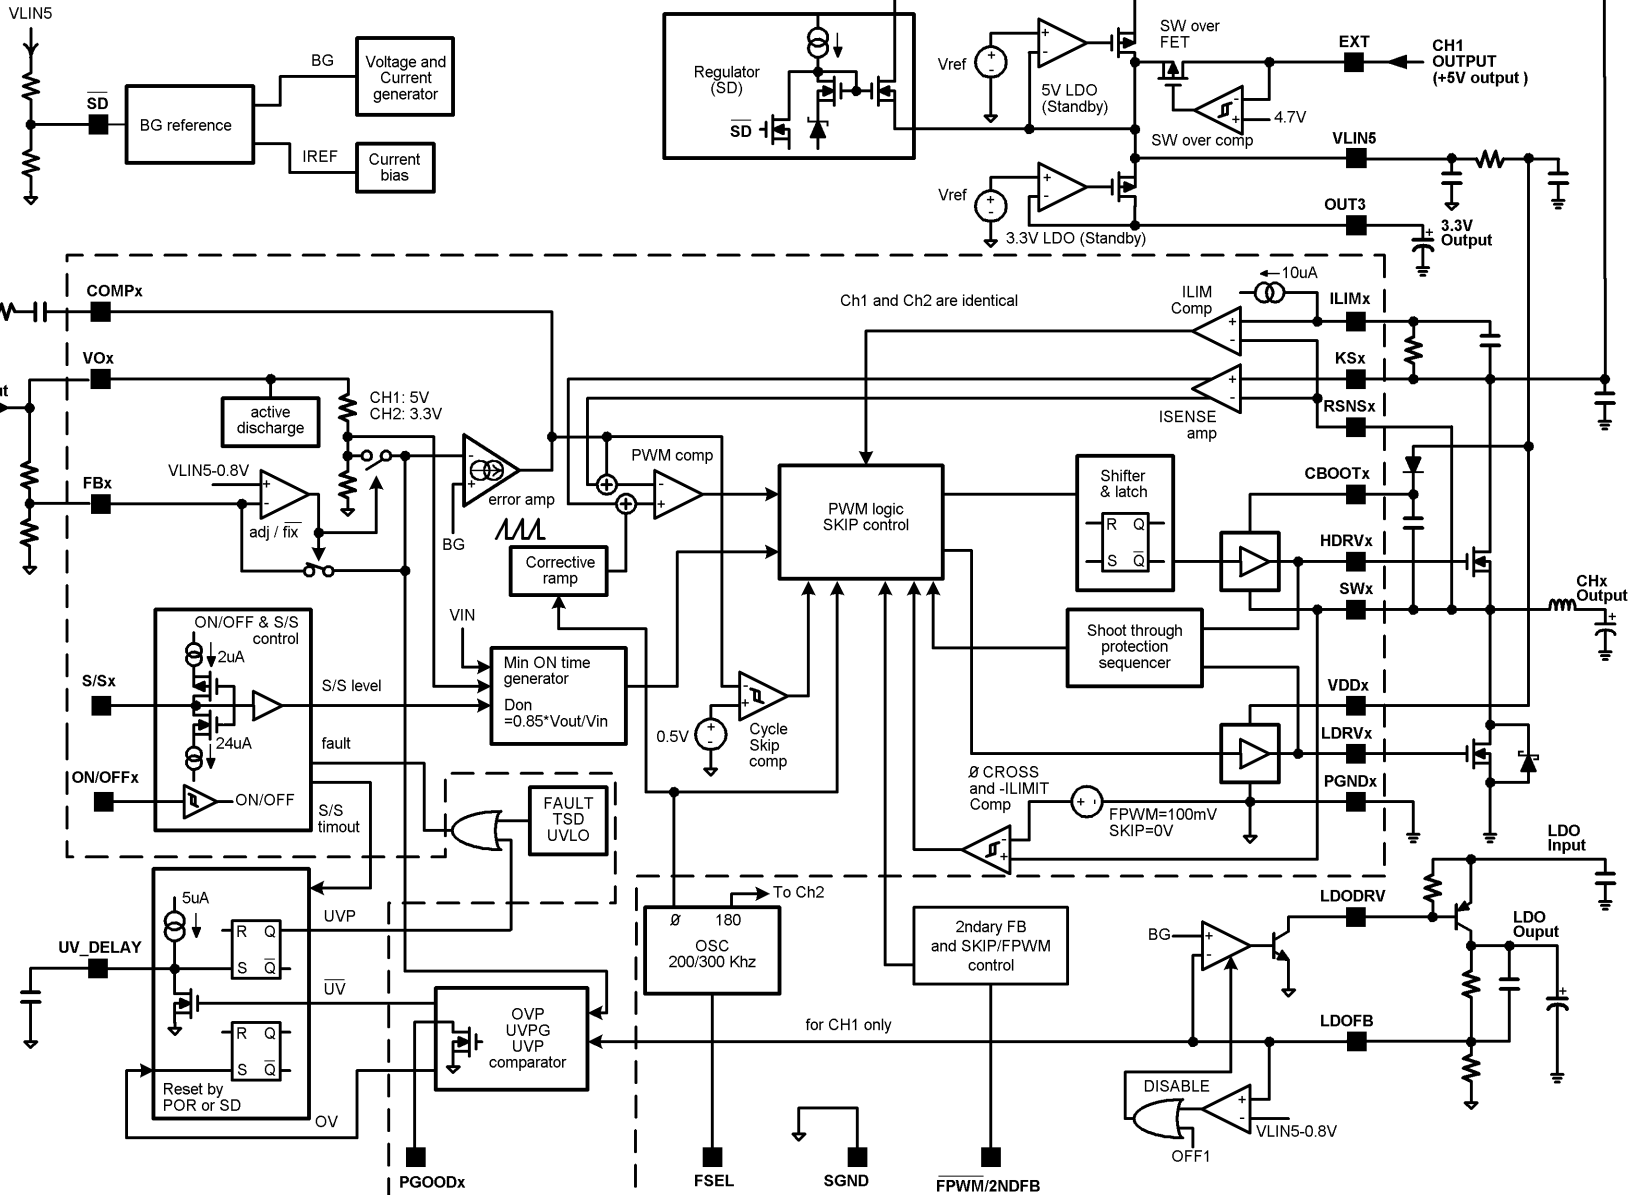 VLIN5
SD
BG reference
BG
Voltage and
Current
generator
IREF
Current
bias
Regulator
(SD)
SD
Vref
+
-
+
-
5V LDO
(Standby)
SW over
FET
EXT
CH1
OUTPUT
(+5V output )
-
+
4.7V
SW over comp
VLIN5
Vref
+
-
+
-
3.3V LDO (Standby)
OUT3
+
3.3V
Output
COMPx
Ch1 and Ch2 are identical
10uA
ILIM
Comp
+
-
ILIMx
VOx
ut
CH1: 5V
CH2: 3.3V
active
discharge
+
-
ISENSE
amp
KSx
RSNSx
VLIN5-0.8V
+
-
FBx
adj / fix
-
+
error amp
BG
PWM comp
+
+
-
+
Corrective
ramp
PWM logic
SKIP control
Shifter
& latch
R Q
S Q
CBOOTx
HDRVx
SWx
CHx
Output
+
ON/OFF & S/S
control
2uA
24uA
S/Sx
S/S level
VIN
Min ON time
generator
Don
=0.85*Vout/Vin
-
+
+
-
0.5V
Cycle
Skip
comp
Shoot through
protection
sequencer
VDDx
LDRVx
PGNDx
fault
ON/OFFx
ON/OFF
S/S
timout
FAULT
TSD
UVLO
Ø CROSS
and -ILIMIT
Comp
+ -
FPWM=100mV
SKIP=0V
-
+
LDO
Input
5uA
UVP
R Q
S Q
UV_DELAY
UV
R Q
S Q
Reset by
POR or SD
OV
OVP
UVPG
UVP
comparator
To Ch2
Ø 180
OSC
200/300 Khz
2ndary FB
and SKIP/FPWM
control
BG
+
-
LDODRV
LDO
Ouput
+
for CH1 only
LDOFB
DISABLE
+
-
VLIN5-0.8V
OFF1
PGOODx
FSEL
SGND
FPWM/2NDFB